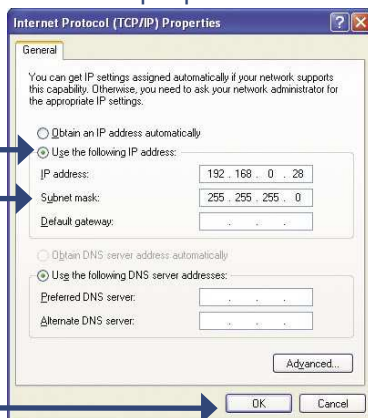 Internet Protocol (TCP/IP) Properties
General
You can get IP settings assigned automatically if your network supports
this capability. Otherwise, you need to ask your network administrator for
the appropriate IP settings.
Obtain an IP address automatically
Use the following IP address:
IP address: 192 . 168 . 0 . 28
Subnet mask: 255 . 255 . 255 . 0
Default gateway: . . .
Obtain DNS server address automatically
Use the following DNS server addresses:
Preferred DNS server: . . .
Alternate DNS server: . . .
Advanced...
OK Cancel